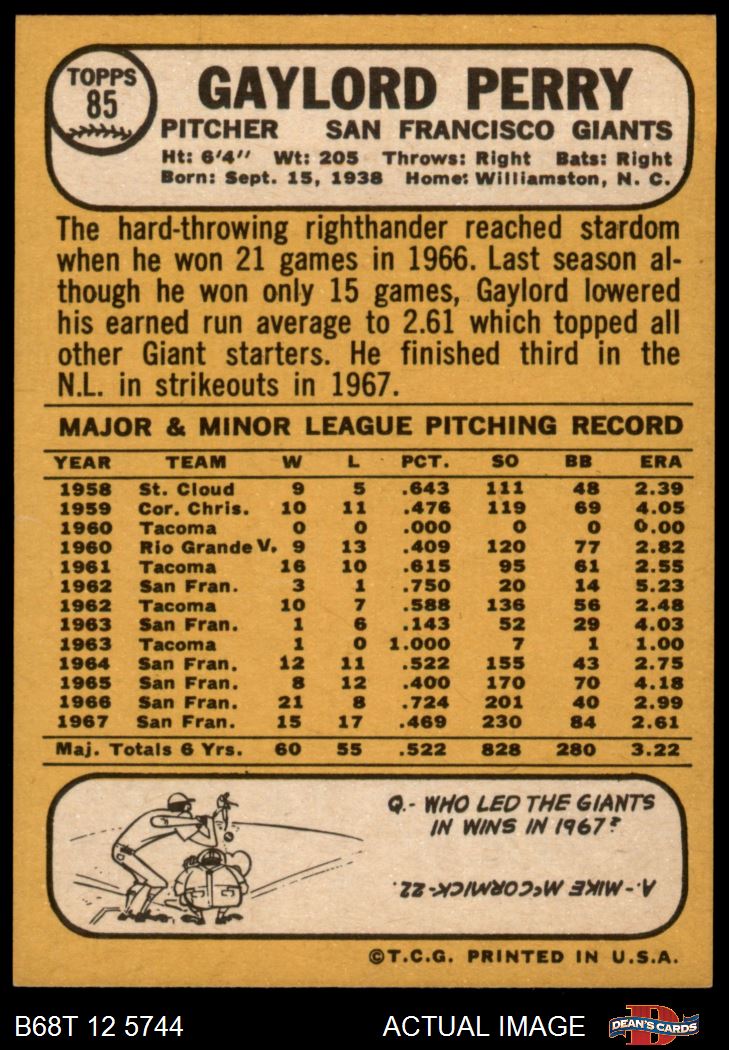 TOPPS
85
GAYLORD PERRY
PITCHER SAN FRANCISCO GIANTS
Ht: 6'4" Wt: 205 Throws: Right Bats: Right
Born: Sept. 15, 1938 Home: Williamston, N. C.
The hard-throwing righthander reached stardom
when he won 21 games in 1966. Last season al-
though he won only 15 games, Gaylord lowered
his earned run average to 2.61 which topped all
other Giant starters. He finished third in the
N.L. in strikeouts in 1967.
MAJOR & MINOR LEAGUE PITCHING RECORD
YEAR TEAM W L PCT. SO BB ERA
1958 St. Cloud 9 5 .643 111 48 2.39
1959 Cor. Chris. 10 11 .476 119 69 4.05
1960 Tacoma 0 0 .000 0 0 0.00
1960 Rio Grande V. 9 13 .409 120 77 2.82
1961 Tacoma 16 10 .615 95 61 2.55
1962 San Fran. 3 1 .750 20 14 5.23
1962 Tacoma 10 7 .588 136 56 2.48
1963 San Fran. 1 6 .143 52 29 4.03
1963 Tacoma 1 0 1.000 7 1 1.00
1964 San Fran. 12 11 .522 155 43 2.75
1965 San Fran. 8 12 .400 170 70 4.18
1966 San Fran. 21 8 .724 201 40 2.99
1967 San Fran. 15 17 .469 230 84 2.61
Maj. Totals 6 Yrs. 60 55 .522 828 280 3.22
Q.- WHO LED THE GIANTS
IN WINS IN 1967?
A.- MIKE McCORMICK-22.
©T.C.G. PRINTED IN U.S.A.
B68T 12 5744 ACTUAL IMAGE
D
DEAN'S CARDS